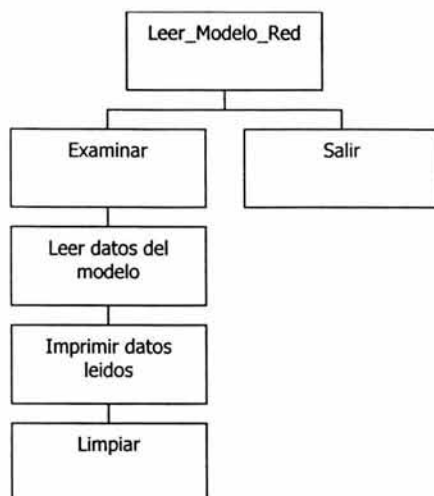 Leer_Modelo_Red
Examinar
Salir
Leer datos del
modelo
Imprimir datos
leidos
Limpiar